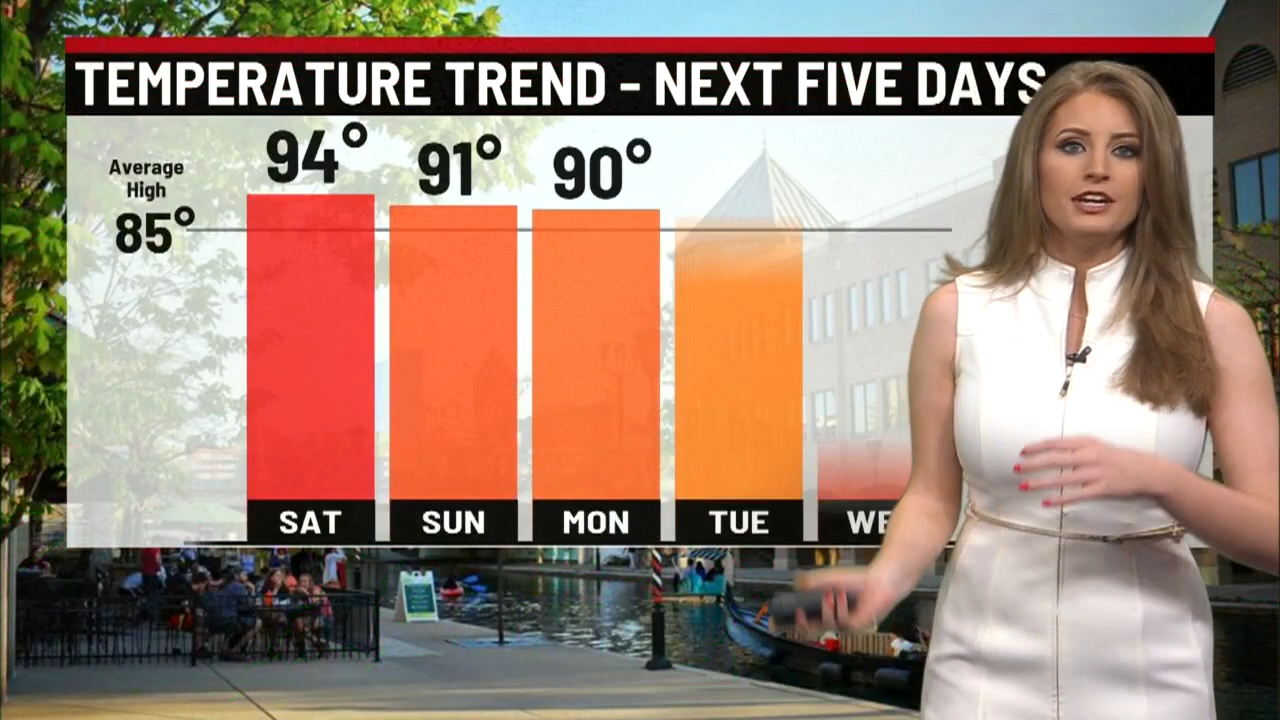 TEMPERATURE TREND - NEXT FIVE DAYS
94° 91° 90°
Average
High
85°
SAT SUN MON TUE